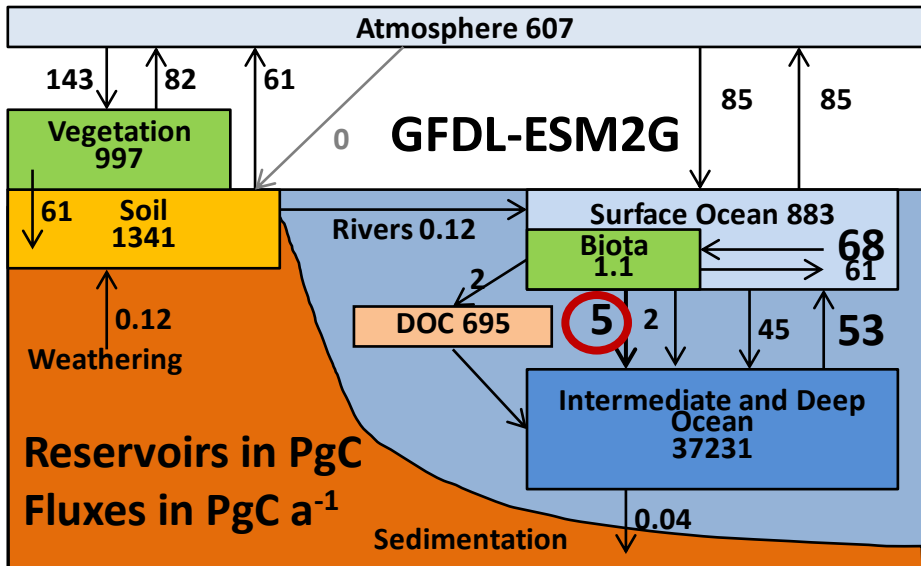 Atmosphere 607
143
82
61
0
85
85
GFDL-ESM2G
Vegetation
997
61
Soil
1341
Rivers 0.12
Surface Ocean 883
Biota
1.1
68
61
2
DOC 695
5
2
45
53
0.12
Weathering
Intermediate and Deep
Ocean
37231
Reservoirs in PgC
Fluxes in PgC a⁻¹
0.04
Sedimentation